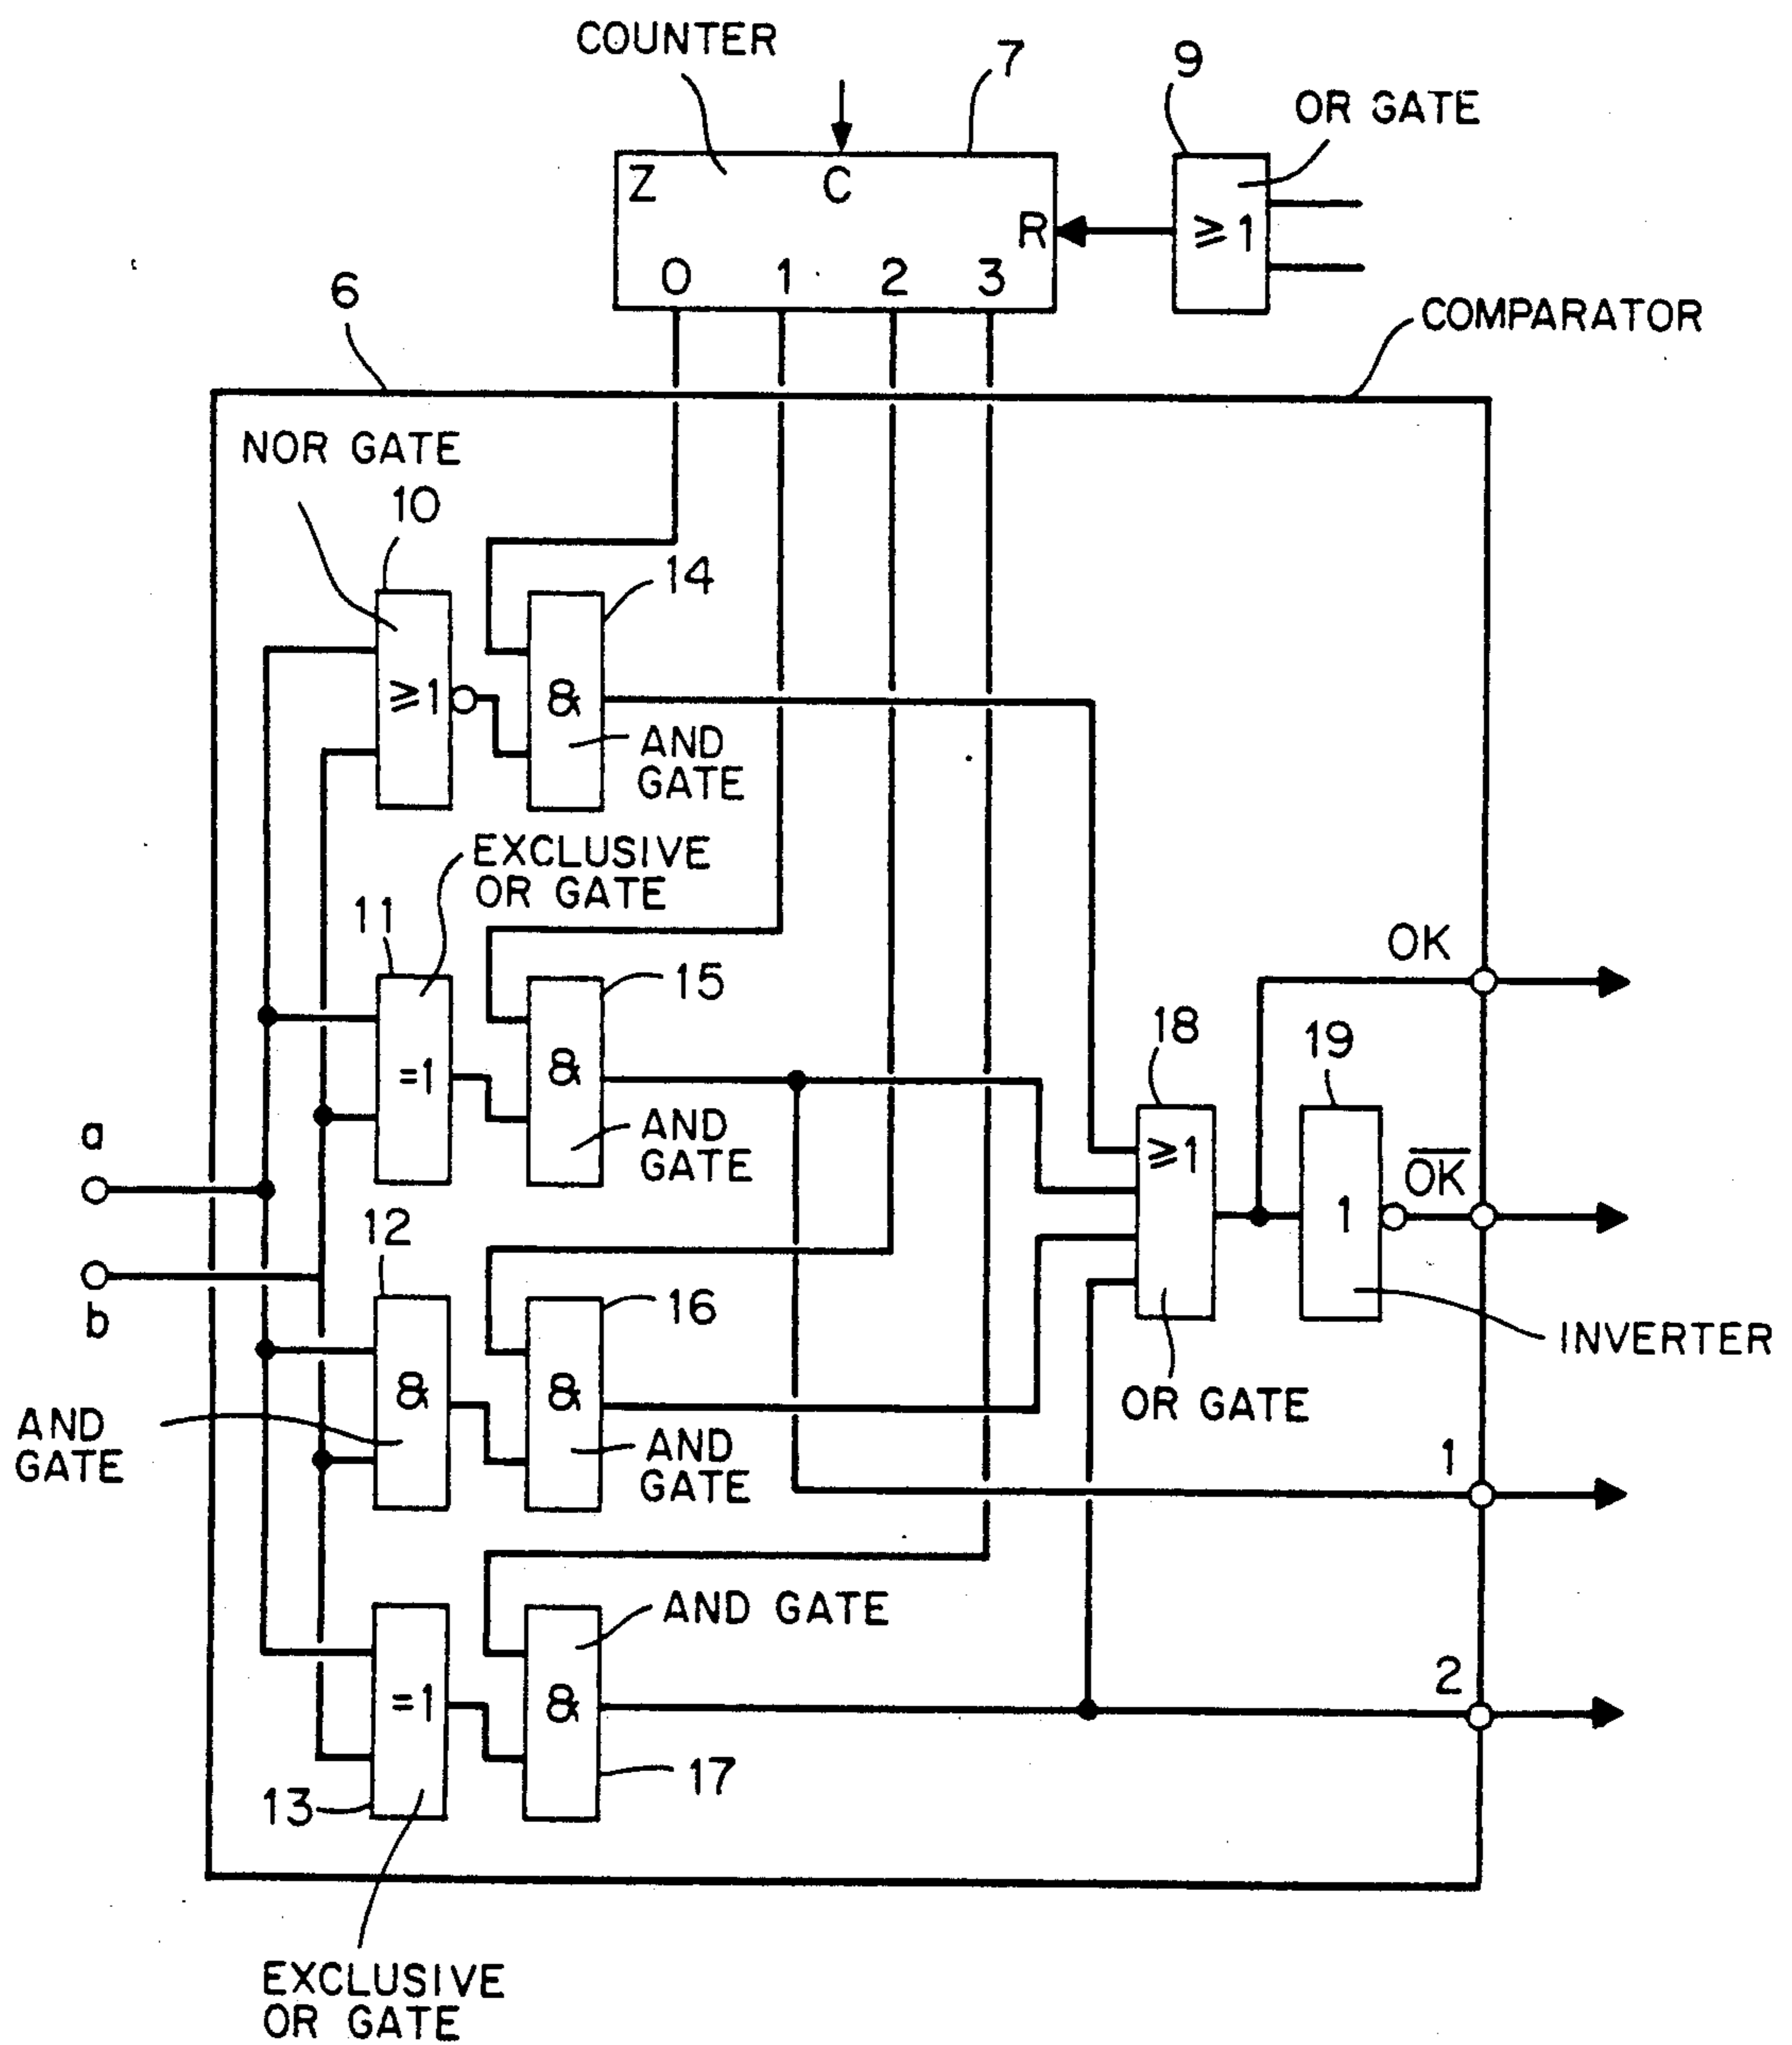 COUNTER
7
9
OR GATE
Z
C
R
≥1
0 1 2 3
6
COMPARATOR
NOR GATE
10
14
≥1
&
AND
GATE
EXCLUSIVE
OR GATE
11
15
=1
&
AND
GATE
OK
18
19
a
≥1
O̅K̅
1
b
12
16
INVERTER
&
&
AND
GATE
AND
GATE
OR GATE
1
AND GATE
2
=1
&
13
17
EXCLUSIVE
OR GATE